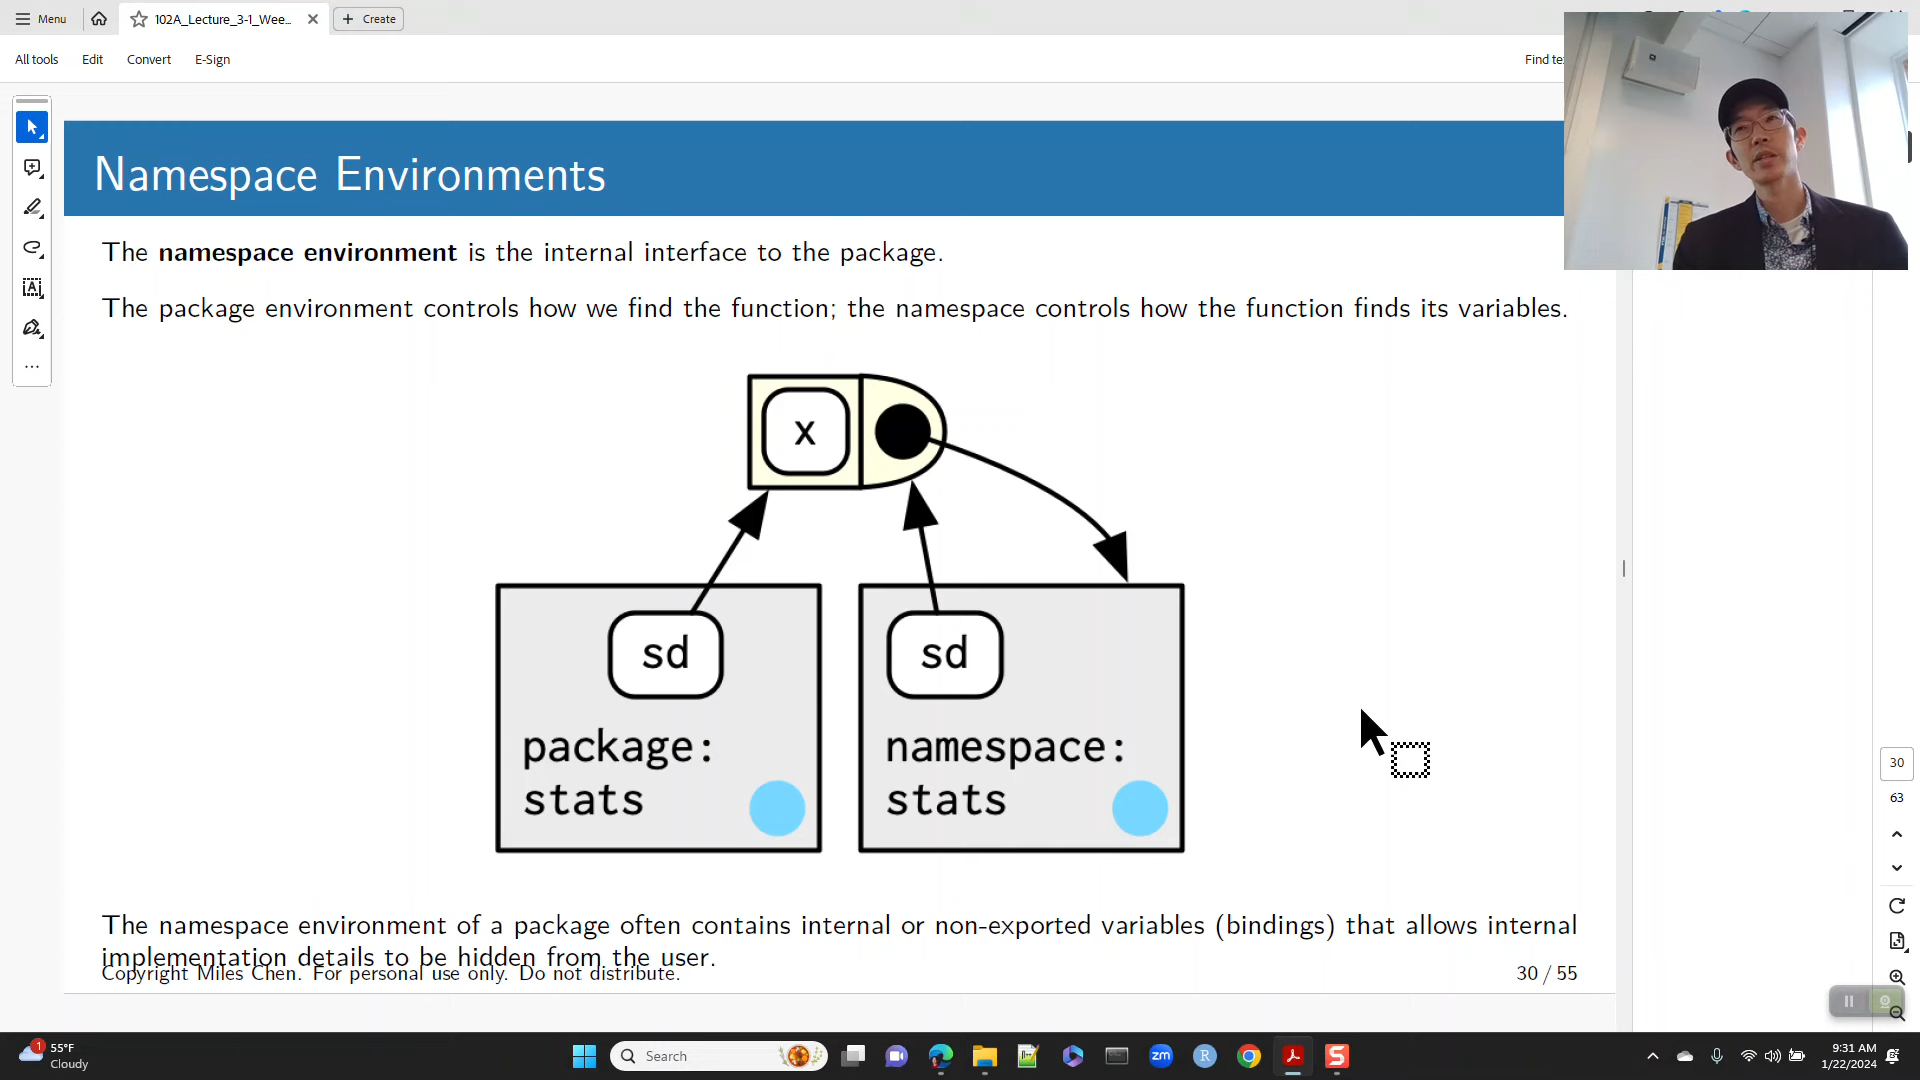 Menu
102A_Lecture_3-1_Wee...
Create
All tools
Edit
Convert
E-Sign
Namespace Environments
The namespace environment is the internal interface to the package.
The package environment controls how we find the function; the namespace controls how the function finds its variables.
x
sd
sd
package:
stats
namespace:
stats
The namespace environment of a package often contains internal or non-exported variables (bindings) that allows internal
implementation details to be hidden from the user.
Copyright Miles Chen. For personal use only. Do not distribute.
30 / 55
30
63
1
55°F
Cloudy
Search
zm
R
S
9:31 AM
1/22/2024